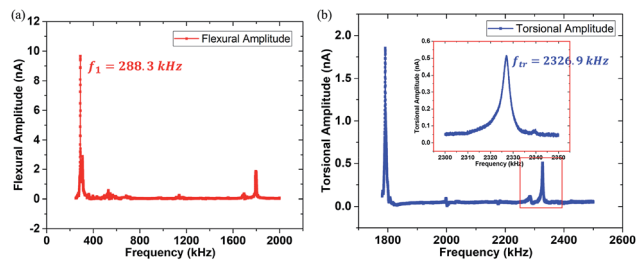 (a)
Flexural Amplitude (nA)
12
10
8
6
4
2
0
-2
Flexural Amplitude
f₁ = 288.3 kHz
400 800 1200 1600 2000
Frequency (kHz)
(b)
Torsional Amplitude (nA)
2.0
1.5
1.0
0.5
0.0
Torsional Amplitude
Torsional Amplitude (nA)
0.6
0.5
0.4
0.3
0.2
0.1
0.0
-0.1
2300 2310 2320 2330 2340 2350
Frequency (kHz)
fₜᵣ = 2326.9 kHz
1800 2000 2200 2400 2600
Frequency (kHz)